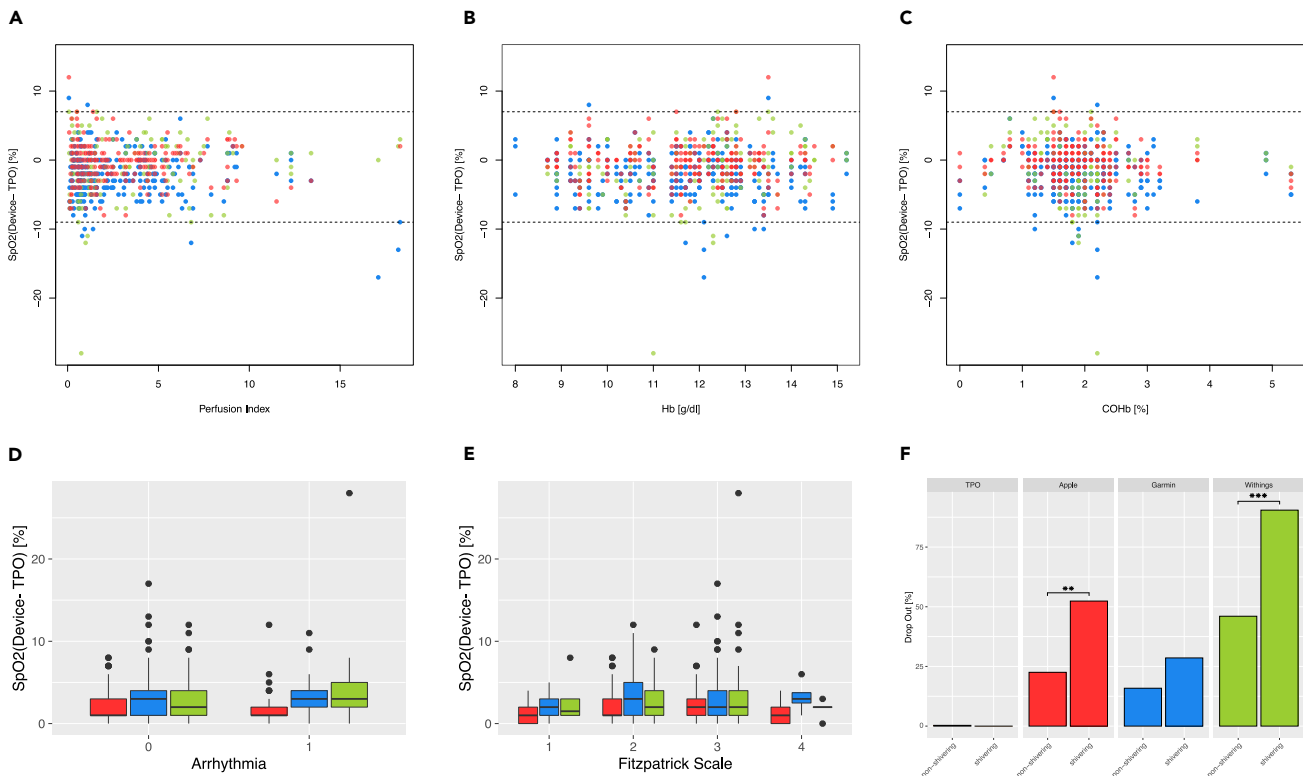 A
SpO2(Device− TPO) [%]
10
0
−10
−20
0 5 10 15
Perfusion Index
B
SpO2(Device− TPO) [%]
10
0
−10
−20
8 9 10 11 12 13 14 15
Hb [g/dl]
C
SpO2(Device− TPO) [%]
10
0
−10
−20
0 1 2 3 4 5
COHb [%]
D
SpO2(Device- TPO) [%]
20
10
0
0 1
Arrhythmia
E
SpO2(Device- TPO) [%]
20
10
0
1 2 3 4
Fitzpatrick Scale
F
TPO Apple Garmin Withings
***
**
Drop Out [%]
75
50
25
0
non-shivering shivering non-shivering shivering non-shivering shivering non-shivering shivering